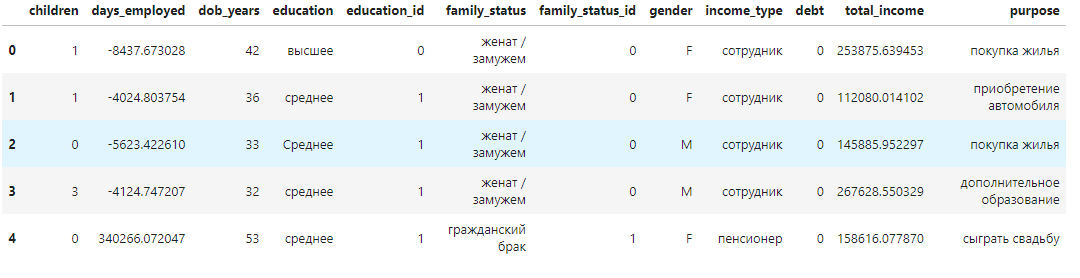 children days_employed dob_years education education_id family_status family_status_id gender income_type debt total_income purpose
0 1 -8437.673028 42 высшее 0 женат / замужем 0 F сотрудник 0 253875.639453 покупка жилья
1 1 -4024.803754 36 среднее 1 женат / замужем 0 F сотрудник 0 112080.014102 приобретение автомобиля
2 0 -5623.422610 33 Среднее 1 женат / замужем 0 M сотрудник 0 145885.952297 покупка жилья
3 3 -4124.747207 32 среднее 1 женат / замужем 0 M сотрудник 0 267628.550329 дополнительное образование
4 0 340266.072047 53 среднее 1 гражданский брак 1 F пенсионер 0 158616.077870 сыграть свадьбу